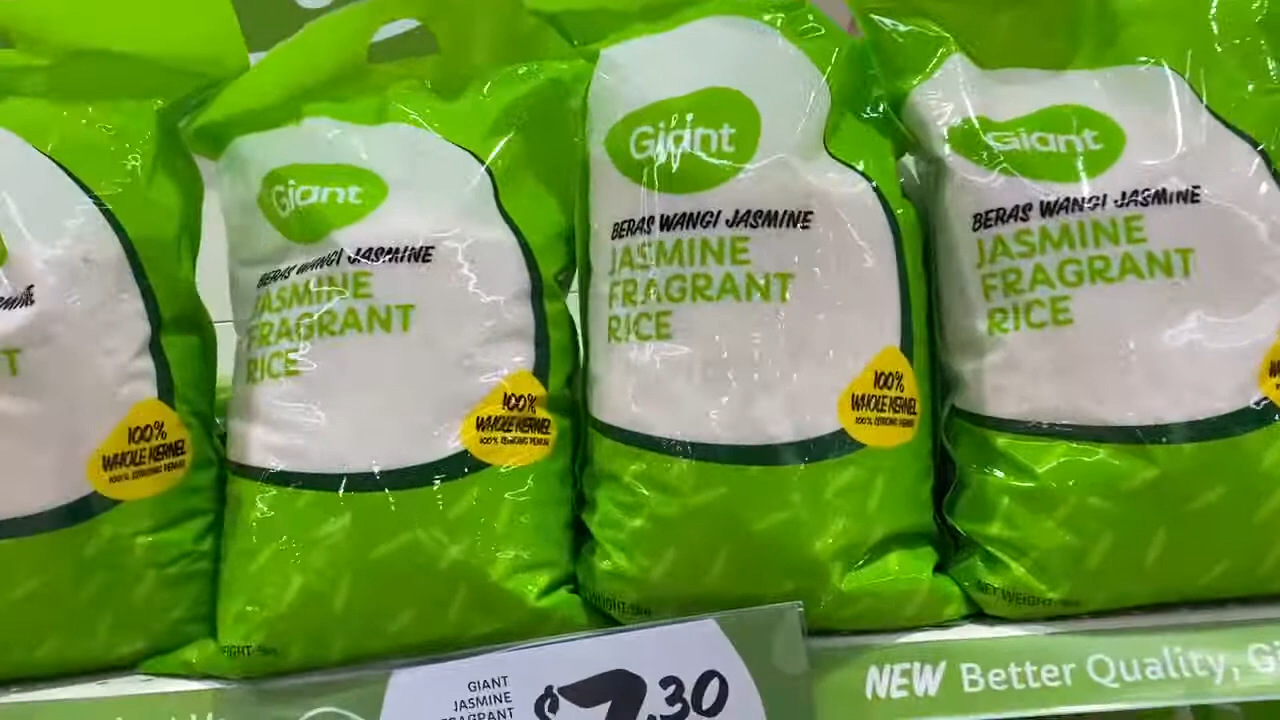 T
100%
WHOLE KERNEL
Giant
BERAS WANGI JASMINE
JASMINE
FRAGRANT
RICE
100%
WHOLE KERNEL
Giant
BERAS WANGI JASMINE
JASMINE
FRAGRANT
RICE
100%
WHOLE KERNEL
Giant
BERAS WANGI JASMINE
JASMINE
FRAGRANT
RICE
NET WEIGHT:
GIANT
JASMINE
FRAGRANT
$7.30
NEW Better Quality,